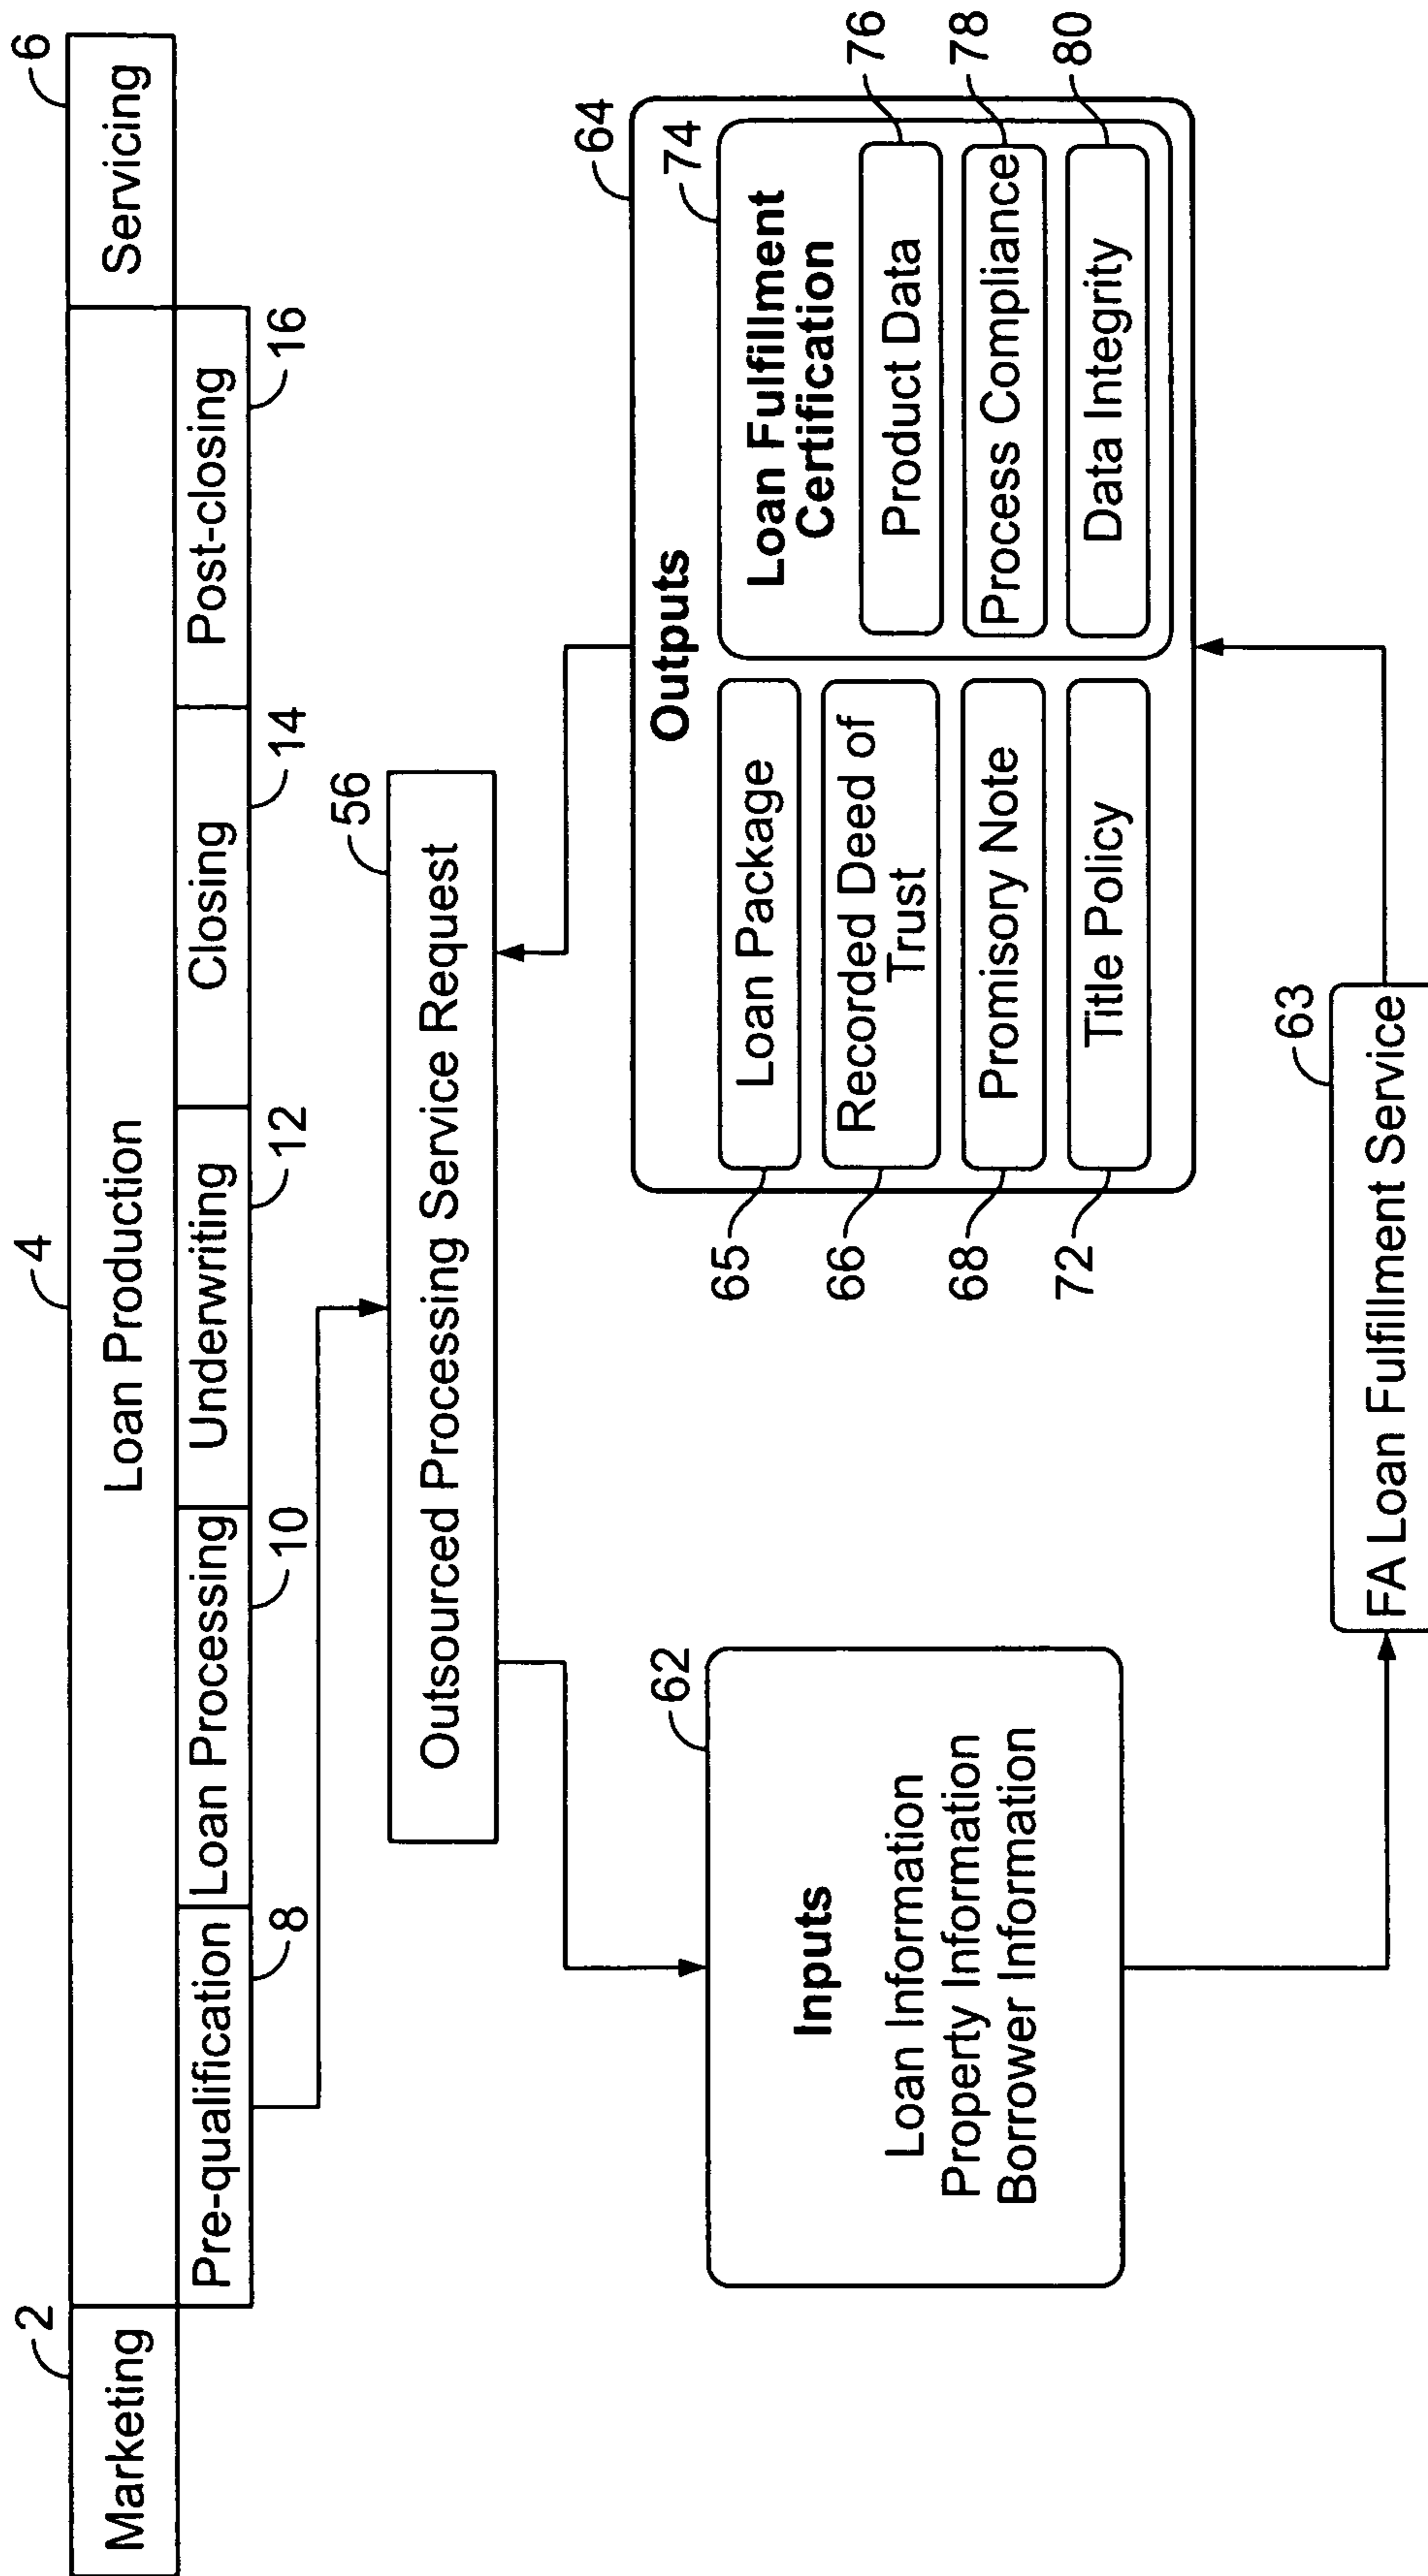 2
4
6
Marketing
Loan Production
Servicing
Pre-qualification
Loan Processing
Underwriting
Closing
Post-closing
8
10
12
14
16
56
Outsourced Processing Service Request
62
Inputs
Loan Information
Property Information
Borrower Information
64
Outputs
65
Loan Package
66
Recorded Deed of
Trust
68
Promisory Note
72
Title Policy
74
Loan Fulfillment
Certification
Product Data
76
Process Compliance
78
Data Integrity
80
63
FA Loan Fulfillment Service